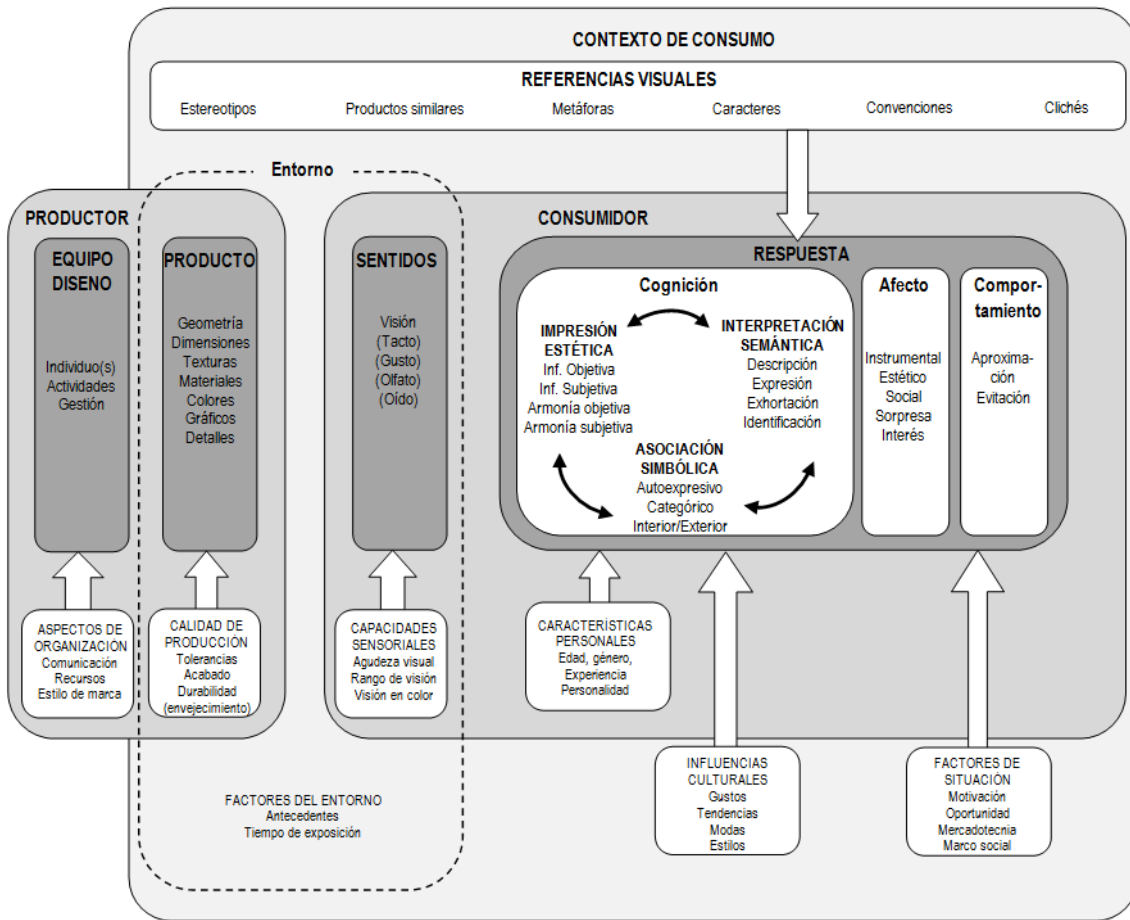 CONTEXTO DE CONSUMO
REFERENCIAS VISUALES
Estereotipos Productos similares Metáforas Caracteres Convenciones Clichés
Entorno
PRODUCTOR
EQUIPO
DISENO
Individuo(s)
Actividades
Gestión
PRODUCTO
Geometría
Dimensiones
Texturas
Materiales
Colores
Gráficos
Detalles
SENTIDOS
Visión
(Tacto)
(Gusto)
(Olfato)
(Oído)
CONSUMIDOR
RESPUESTA
Cognición
IMPRESIÓN
ESTÉTICA
Inf. Objetiva
Inf. Subjetiva
Armonía objetiva
Armonía subjetiva
INTERPRETACIÓN
SEMÁNTICA
Descripción
Expresión
Exhortación
Identificación
ASOCIACIÓN
SIMBÓLICA
Autoexpresivo
Categórico
Interior/Exterior
Afecto
Instrumental
Estético
Social
Sorpresa
Interés
Compor-
tamiento
Aproxima-
ción
Evitación
ASPECTOS DE
ORGANIZACIÓN
Comunicación
Recursos
Estilo de marca
CALIDAD DE
PRODUCCIÓN
Tolerancias
Acabado
Durabilidad
(envejecimiento)
CAPACIDADES
SENSORIALES
Agudeza visual
Rango de visión
Visión en color
CARACTERÍSTICAS
PERSONALES
Edad, género,
Experiencia
Personalidad
INFLUENCIAS
CULTURALES
Gustos
Tendencias
Modas
Estilos
FACTORES DE
SITUACIÓN
Motivación
Oportunidad
Mercadotecnia
Marco social
FACTORES DEL ENTORNO
Antecedentes
Tiempo de exposición